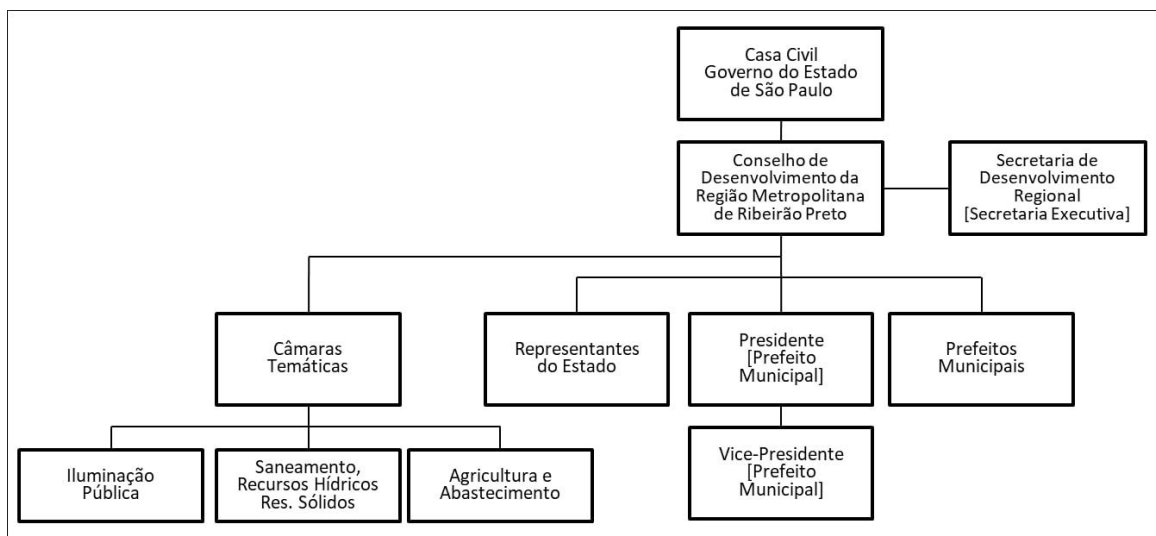 Casa Civil
Governo do Estado
de São Paulo
Conselho de
Desenvolvimento da
Região Metropolitana
de Ribeirão Preto
Secretaria de
Desenvolvimento
Regional
[Secretaria Executiva]
Câmaras
Temáticas
Representantes
do Estado
Presidente
[Prefeito
Municipal]
Prefeitos
Municipais
Iluminação
Pública
Saneamento,
Recursos Hídricos
Res. Sólidos
Agricultura e
Abastecimento
Vice-Presidente
[Prefeito
Municipal]